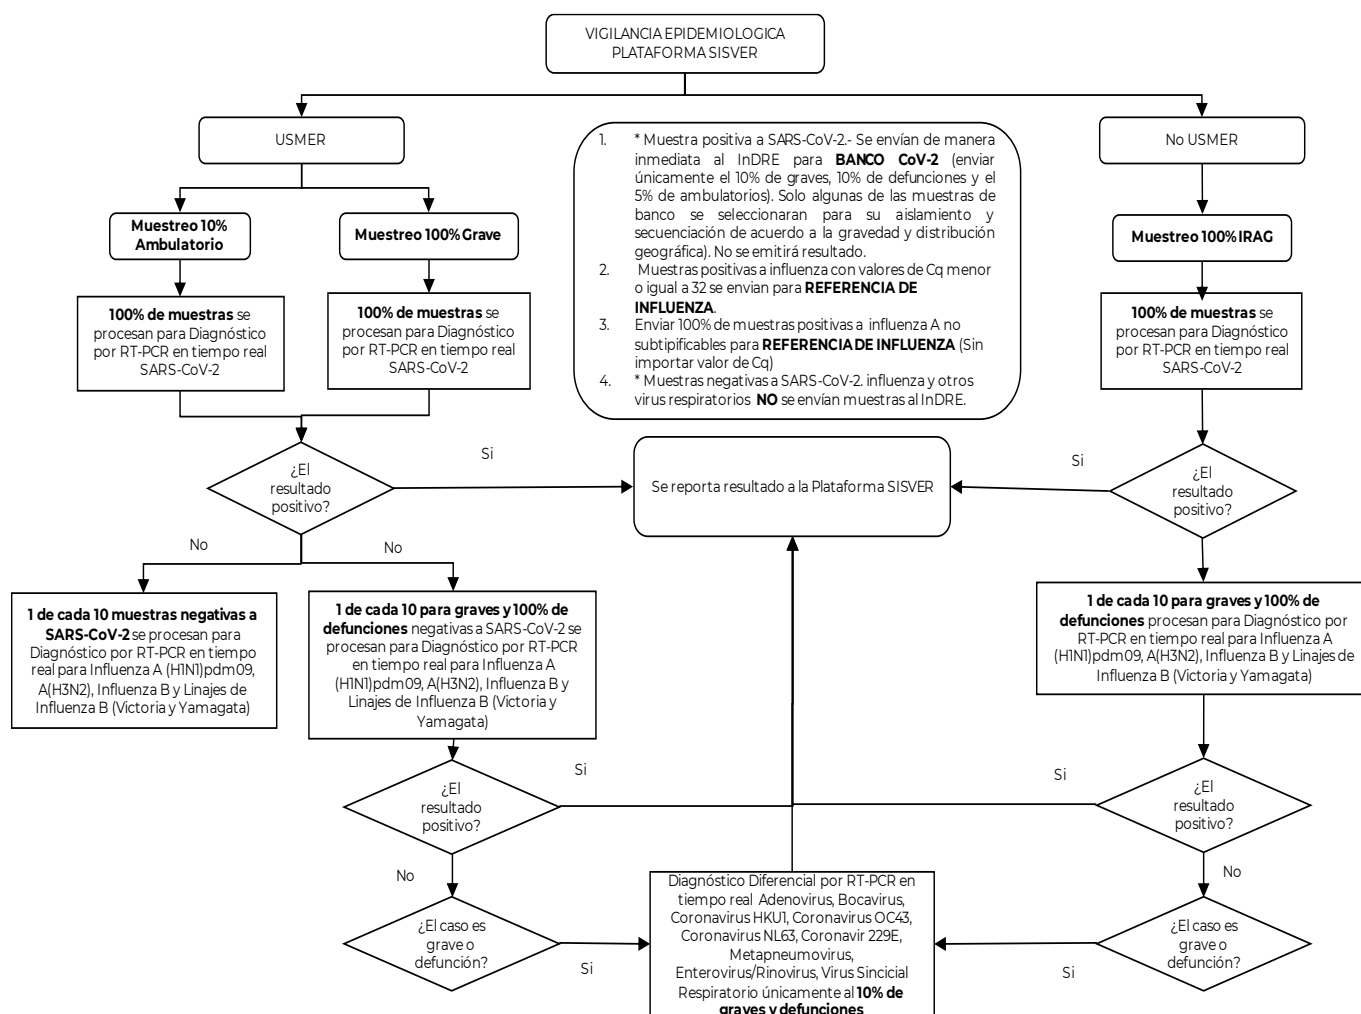 VIGILANCIA EPIDEMIOLOGICA
PLATAFORMA SISVER
USMER
No USMER
1. * Muestra positiva a SARS-CoV-2.- Se envían de manera
inmediata al InDRE para BANCO CoV-2 (enviar
únicamente el 10% de graves, 10% de defunciones y el
5% de ambulatorios). Solo algunas de las muestras de
banco se seleccionaran para su aislamiento y
secuenciación de acuerdo a la gravedad y distribución
geográfica). No se emitirá resultado.
2. Muestras positivas a influenza con valores de Cq menor
o igual a 32 se envian para REFERENCIA DE
INFLUENZA.
3. Enviar 100% de muestras positivas a influenza A no
subtipificables para REFERENCIA DE INFLUENZA (Sin
importar valor de Cq)
4. * Muestras negativas a SARS-CoV-2. influenza y otros
virus respiratorios NO se envían muestras al InDRE.
Muestreo 10%
Ambulatorio
Muestreo 100% Grave
Muestreo 100% IRAG
100% de muestras se
procesan para Diagnóstico
por RT-PCR en tiempo real
SARS-CoV-2
100% de muestras se
procesan para Diagnóstico
por RT-PCR en tiempo real
SARS-CoV-2
100% de muestras se
procesan para Diagnóstico
por RT-PCR en tiempo real
SARS-CoV-2
¿El
resultado
positivo?
Si
Se reporta resultado a la Plataforma SISVER
Si
¿El
resultado
positivo?
No
No
1 de cada 10 muestras negativas a
SARS-CoV-2 se procesan para
Diagnóstico por RT-PCR en tiempo
real para Influenza A (H1N1)pdm09,
A(H3N2), Influenza B y Linajes de
Influenza B (Victoria y Yamagata)
1 de cada 10 para graves y 100% de
defunciones negativas a SARS-CoV-2 se
procesan para Diagnóstico por RT-PCR
en tiempo real para Influenza A
(H1N1)pdm09, A(H3N2), Influenza B y
Linajes de Influenza B (Victoria y
Yamagata)
1 de cada 10 para graves y 100% de
defunciones procesan para Diagnóstico por
RT-PCR en tiempo real para Influenza A
(H1N1)pdm09, A(H3N2), Influenza B y Linajes de
Influenza B (Victoria y Yamagata)
¿El
resultado
positivo?
Si
Si
¿El
resultado
positivo?
No
No
¿El caso es
grave o
defunción?
Si
Diagnóstico Diferencial por RT-PCR en
tiempo real Adenovirus, Bocavirus,
Coronavirus HKU1, Coronavirus OC43,
Coronavirus NL63, Coronavir 229E,
Metapneumovirus,
Enterovirus/Rinovirus, Virus Sincicial
Respiratorio únicamente al 10% de
graves y defunciones
Si
¿El caso es
grave o
defunción?